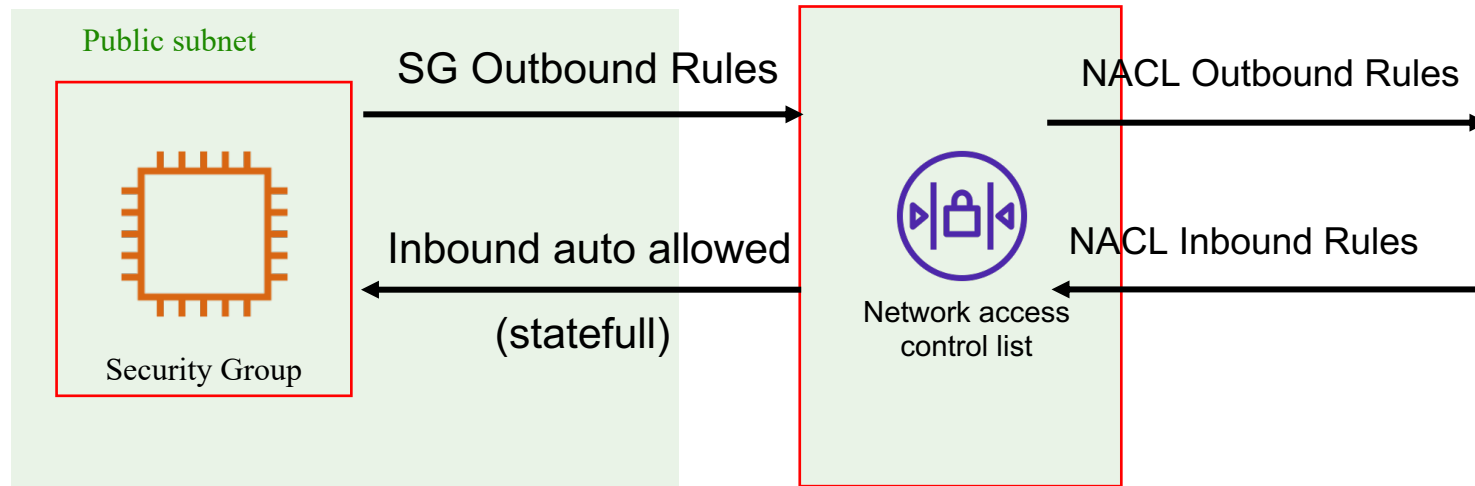 Public subnet
SG Outbound Rules
NACL Outbound Rules
Inbound auto allowed
NACL Inbound Rules
(statefull)
Network access
control list
Security Group